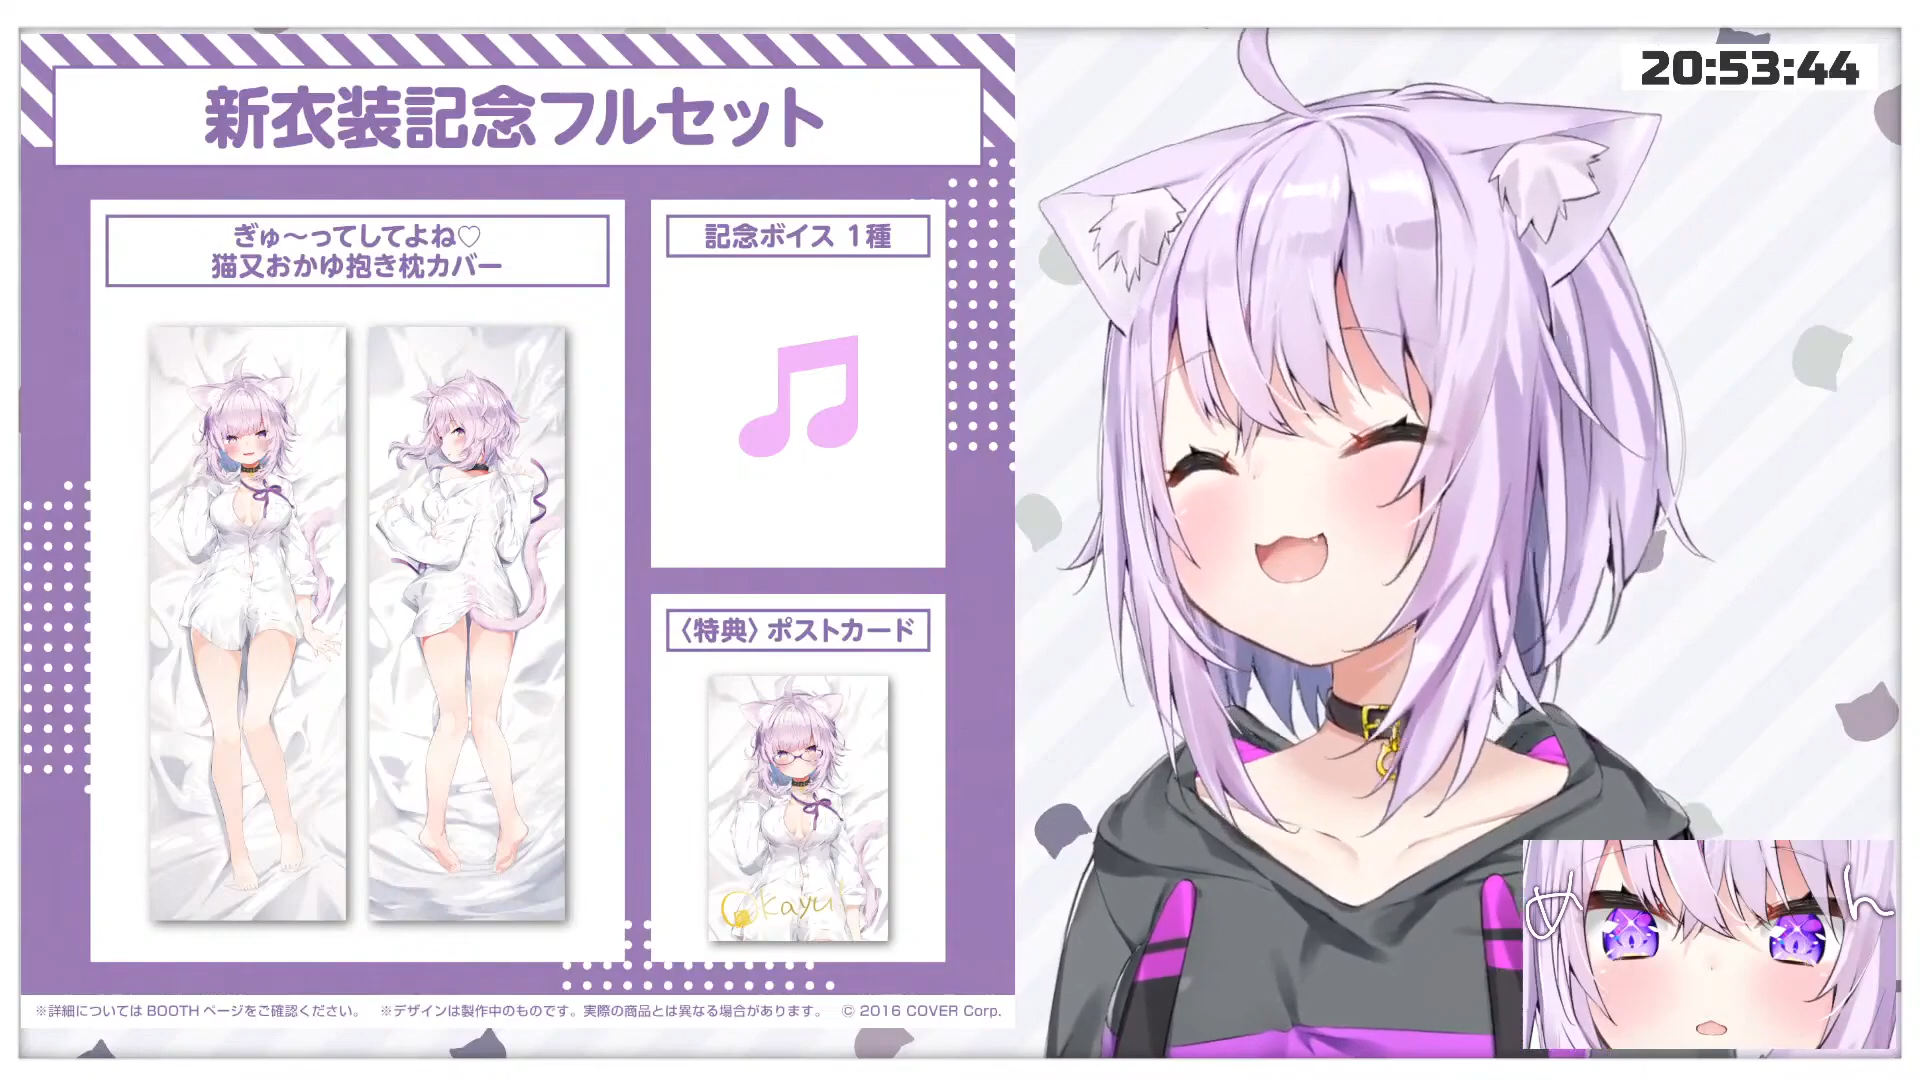 新衣装記念フルセット
20:53:44
ぎゅ～ってしてよね♡
猫又おかゆ抱き枕カバー
記念ボイス 1種
〈特典〉ポストカード
Okayu
め ん
※詳細については BOOTH ページをご確認ください。 ※デザインは製作中のものです。実際の商品とは異なる場合があります。 © 2016 COVER Corp.